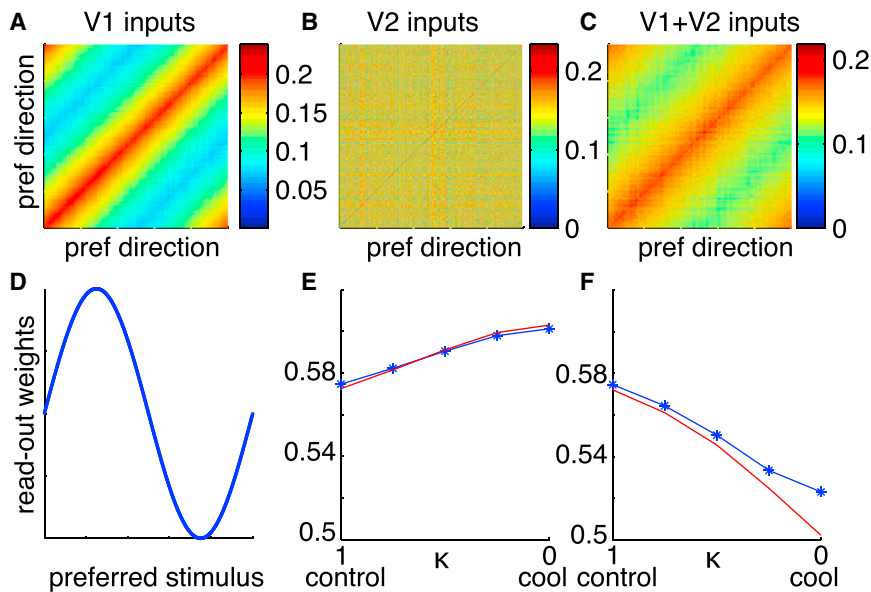 A V1 inputs
B V2 inputs
C V1+V2 inputs
pref direction
0.2
0.15
0.1
0.05
pref direction
0.2
0.1
0
pref direction
0.2
0.1
0
pref direction
D
read-out weights
preferred stimulus
E
0.58
0.54
0.5
1 κ 0
control cool
F
0.58
0.54
0.5
1 κ 0
control cool